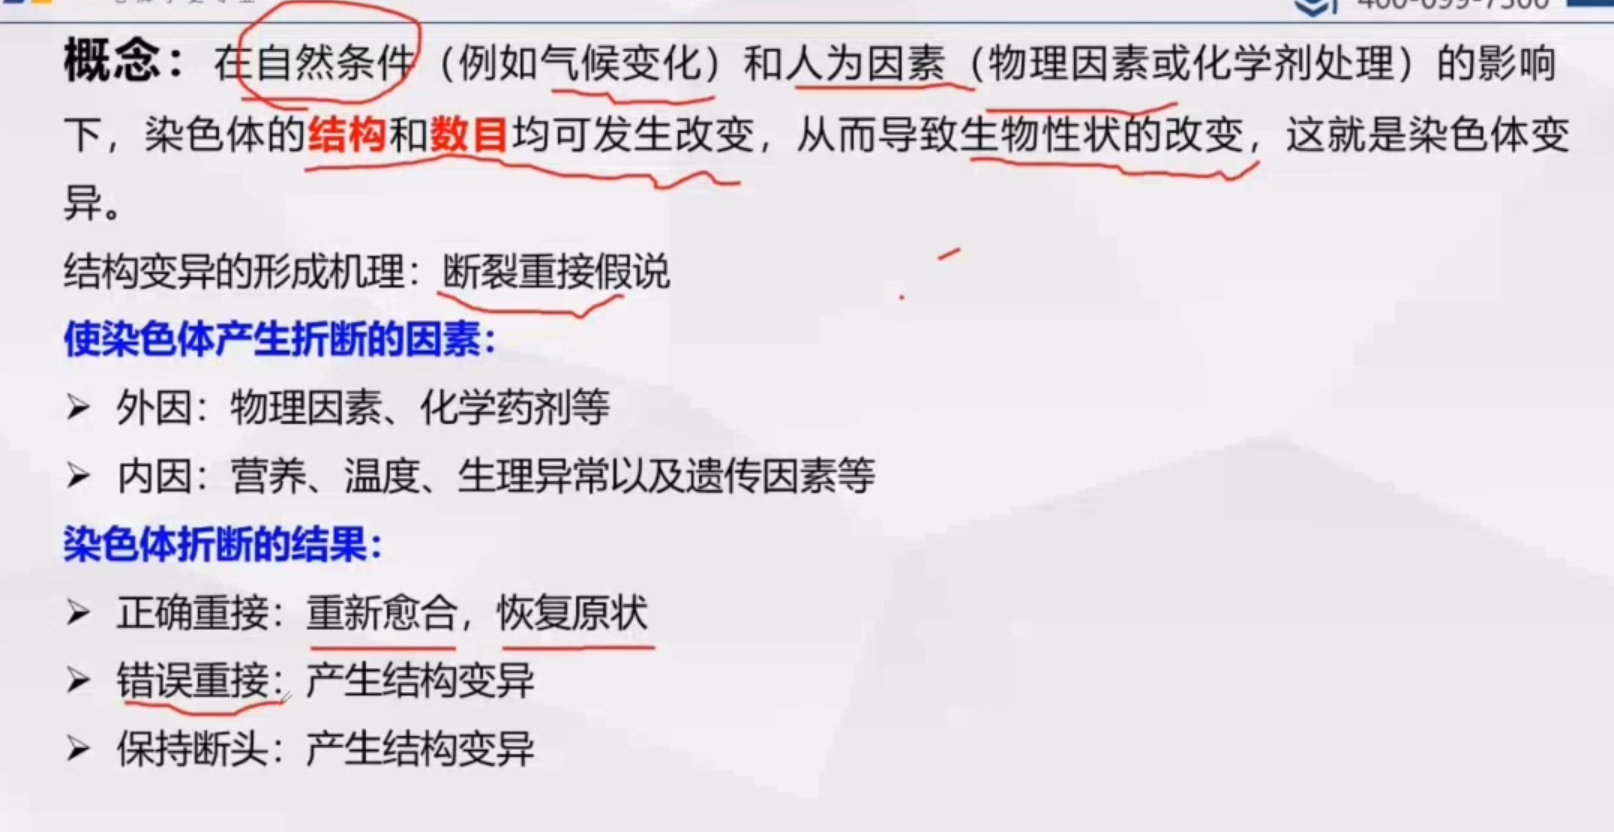 概念：在自然条件（例如气候变化）和人为因素（物理因素或化学剂处理）的影响
下，染色体的结构和数目均可发生改变，从而导致生物性状的改变，这就是染色体变
异。
结构变异的形成机理：断裂重接假说
使染色体产生折断的因素：
➢ 外因：物理因素、化学药剂等
➢ 内因：营养、温度、生理异常以及遗传因素等
染色体折断的结果：
➢ 正确重接：重新愈合，恢复原状
➢ 错误重接：产生结构变异
➢ 保持断头：产生结构变异